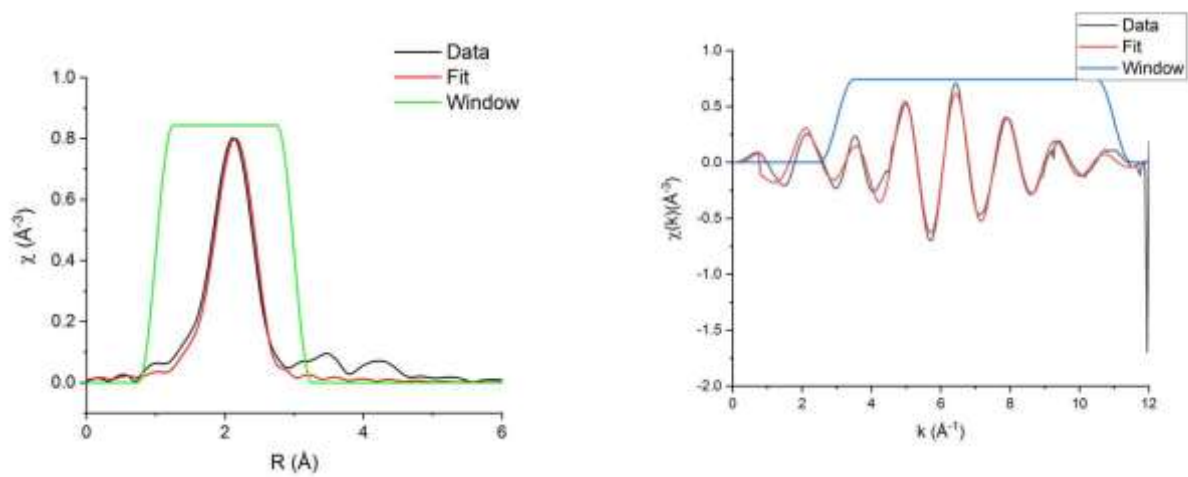 Data
Fit
Window
1.0
0.8
0.6
0.4
0.2
0.0
χ (Å⁻³)
0 2 4 6
R (Å)
Data
Fit
Window
1.0
0.5
0.0
-0.5
-1.0
-1.5
-2.0
χ(k)(Å⁻³)
0 2 4 6 8 10 12
k (Å⁻¹)